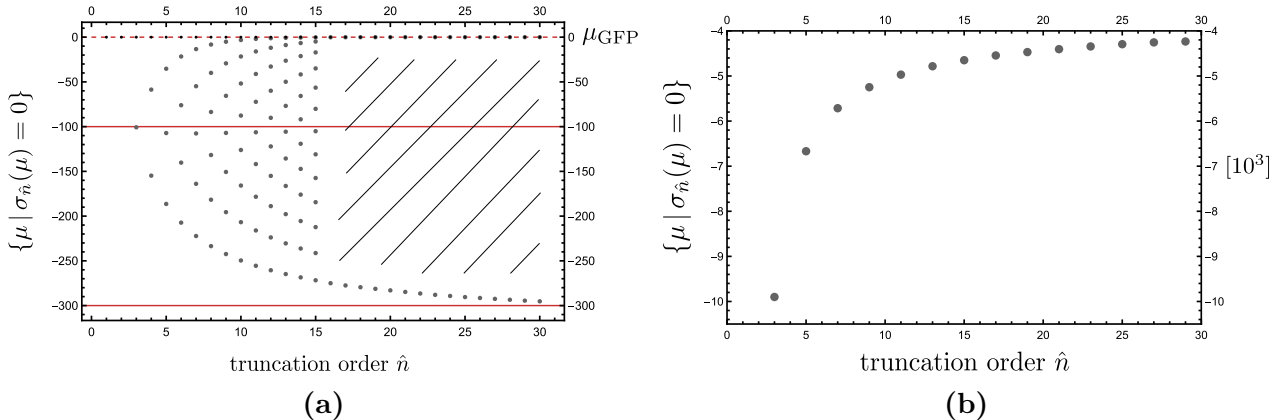 0 5 10 15 20 25 30
0 0 μGFP
−50 −50
−100 −100
−150 −150
−200 −200
−250 −250
−300 −300
{μ | σn̂(μ) = 0}
0 5 10 15 20 25 30
truncation order n̂
(a)
0 5 10 15 20 25 30
−4 −4
−5 −5
−6 −6
−7 −7 [10³]
−8 −8
−9 −9
−10 −10
{μ | σn̂(μ) = 0}
0 5 10 15 20 25 30
truncation order n̂
(b)